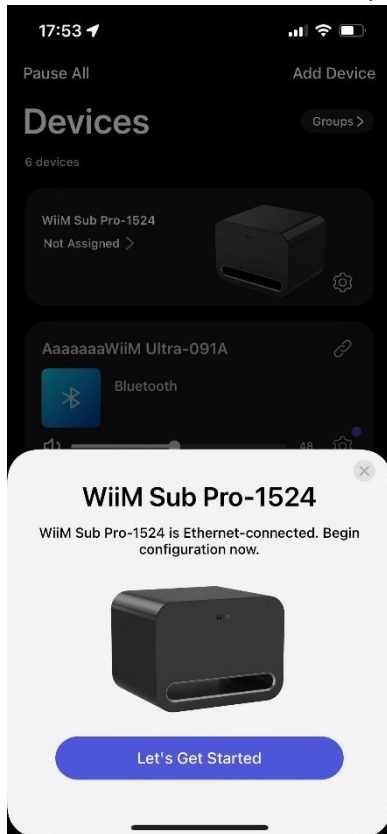 17:53
Pause All
Add Device
Devices
Groups >
6 devices
WiiM Sub Pro-1524
Not Assigned >
AaaaaaaWiiM Ultra-091A
Bluetooth
48
WiiM Sub Pro-1524
WiiM Sub Pro-1524 is Ethernet-connected. Begin
configuration now.
Let's Get Started